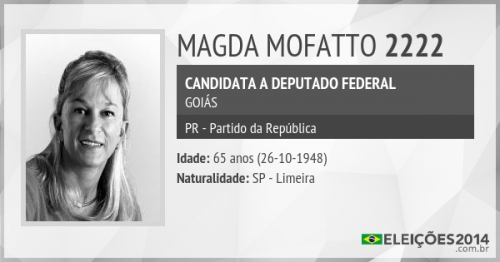 MAGDA MOFATTO 2222
CANDIDATA A DEPUTADO FEDERAL
GOIÁS
PR - Partido da República
Idade: 65 anos (26-10-1948)
Naturalidade: SP - Limeira
ELEIÇÕES2014
.com.br